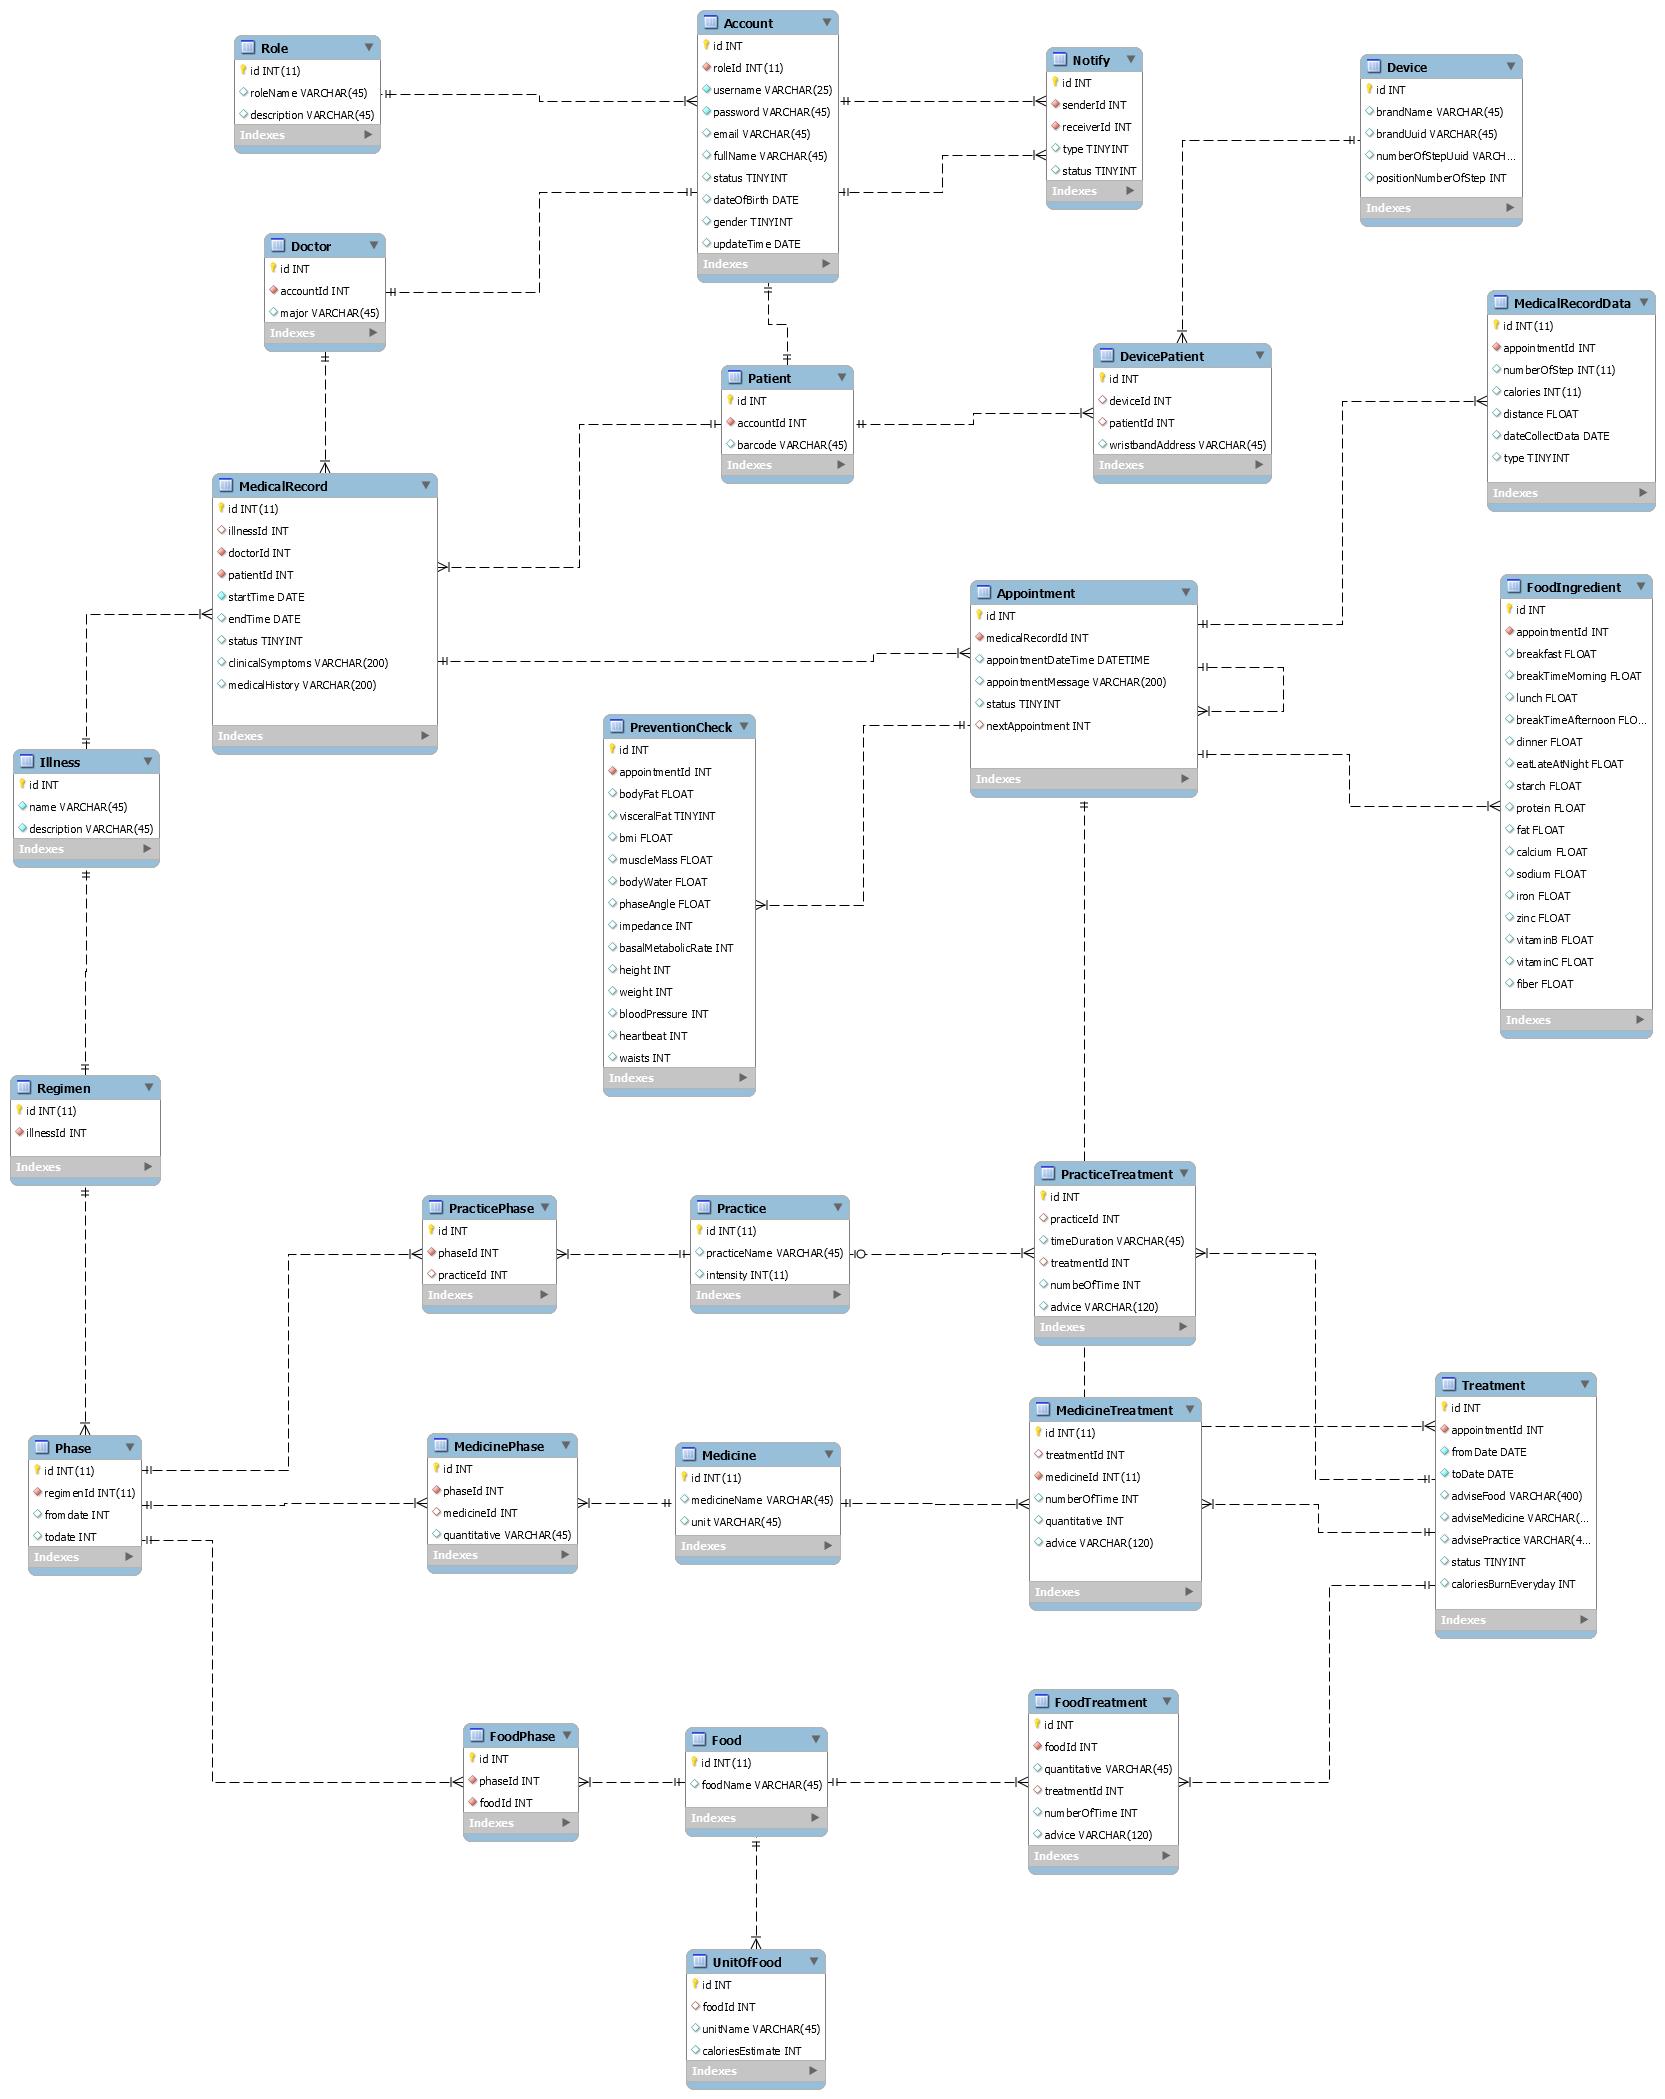 Account
id INT
roleId INT(11)
username VARCHAR(25)
password VARCHAR(45)
email VARCHAR(45)
fullName VARCHAR(45)
status TINYINT
dateOfBirth DATE
gender TINYINT
updateTime DATE
Indexes
Role
id INT(11)
roleName VARCHAR(45)
description VARCHAR(45)
Indexes
Notify
id INT
senderId INT
receiverId INT
type TINYINT
status TINYINT
Indexes
Device
id INT
brandName VARCHAR(45)
brandUuid VARCHAR(45)
numberOfStepUuid VARCH...
positionNumberOfStep INT
Indexes
Doctor
id INT
accountId INT
major VARCHAR(45)
Indexes
MedicalRecordData
id INT(11)
appointmentId INT
numberOfStep INT(11)
calories INT(11)
distance FLOAT
dateCollectData DATE
type TINYINT
Indexes
DevicePatient
id INT
deviceId INT
patientId INT
wristbandAddress VARCHAR(45)
Indexes
Patient
id INT
accountId INT
barcode VARCHAR(45)
Indexes
MedicalRecord
id INT(11)
illnessId INT
doctorId INT
patientId INT
startTime DATE
endTime DATE
status TINYINT
clinicalSymptoms VARCHAR(200)
medicalHistory VARCHAR(200)
Indexes
Appointment
id INT
medicalRecordId INT
appointmentDateTime DATETIME
appointmentMessage VARCHAR(200)
status TINYINT
nextAppointment INT
Indexes
FoodIngredient
id INT
appointmentId INT
breakfast FLOAT
breakTimeMorning FLOAT
lunch FLOAT
breakTimeAfternoon FLO...
dinner FLOAT
eatLateAtNight FLOAT
starch FLOAT
protein FLOAT
fat FLOAT
calcium FLOAT
sodium FLOAT
iron FLOAT
zinc FLOAT
vitaminB FLOAT
vitaminC FLOAT
fiber FLOAT
Indexes
PreventionCheck
id INT
appointmentId INT
bodyFat FLOAT
visceralFat TINYINT
bmi FLOAT
muscleMass FLOAT
bodyWater FLOAT
phaseAngle FLOAT
impedance INT
basalMetabolicRate INT
height INT
weight INT
bloodPressure INT
heartbeat INT
waists INT
Indexes
Illness
id INT
name VARCHAR(45)
description VARCHAR(45)
Indexes
Regimen
id INT(11)
illnessId INT
Indexes
PracticePhase
id INT
phaseId INT
practiceId INT
Indexes
Practice
id INT(11)
practiceName VARCHAR(45)
intensity INT(11)
Indexes
PracticeTreatment
id INT
practiceId INT
timeDuration VARCHAR(45)
treatmentId INT
numbeOfTime INT
advice VARCHAR(120)
Indexes
Treatment
id INT
appointmentId INT
fromDate DATE
toDate DATE
adviseFood VARCHAR(400)
adviseMedicine VARCHAR(...
advisePractice VARCHAR(4...
status TINYINT
caloriesBurnEveryday INT
Indexes
Phase
id INT(11)
regimenId INT(11)
fromdate INT
todate INT
Indexes
MedicinePhase
id INT
phaseId INT
medicineId INT
quantitative VARCHAR(45)
Indexes
Medicine
id INT(11)
medicineName VARCHAR(45)
unit VARCHAR(45)
Indexes
MedicineTreatment
id INT(11)
treatmentId INT
medicineId INT(11)
numberOfTime INT
quantitative INT
advice VARCHAR(120)
Indexes
FoodPhase
id INT
phaseId INT
foodId INT
Indexes
Food
id INT(11)
foodName VARCHAR(45)
Indexes
FoodTreatment
id INT
foodId INT
quantitative VARCHAR(45)
treatmentId INT
numberOfTime INT
advice VARCHAR(120)
Indexes
UnitOfFood
id INT
foodId INT
unitName VARCHAR(45)
caloriesEstimate INT
Indexes